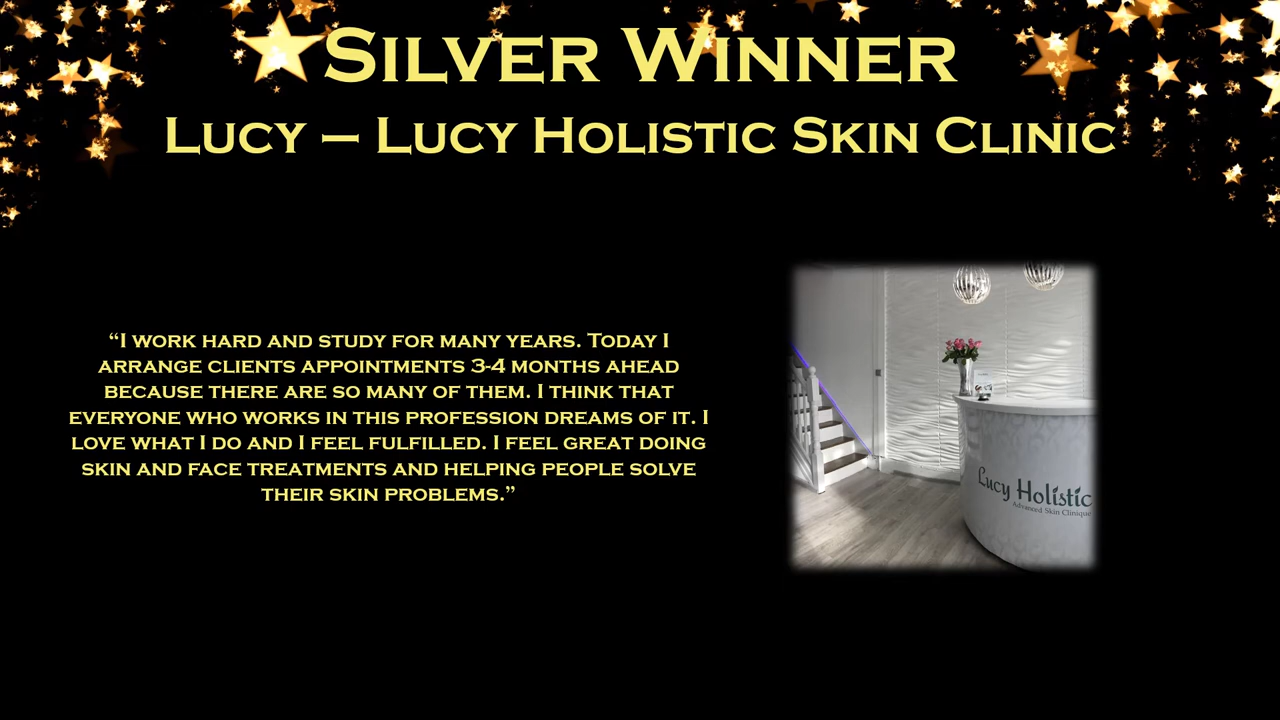 Silver Winner
Lucy – Lucy Holistic Skin Clinic
“I work hard and study for many years. Today I
arrange clients appointments 3-4 months ahead
because there are so many of them. I think that
everyone who works in this profession dreams of it. I
love what I do and I feel fulfilled. I feel great doing
skin and face treatments and helping people solve
their skin problems.”
Lucy Holistic
Advanced Skin Clinique